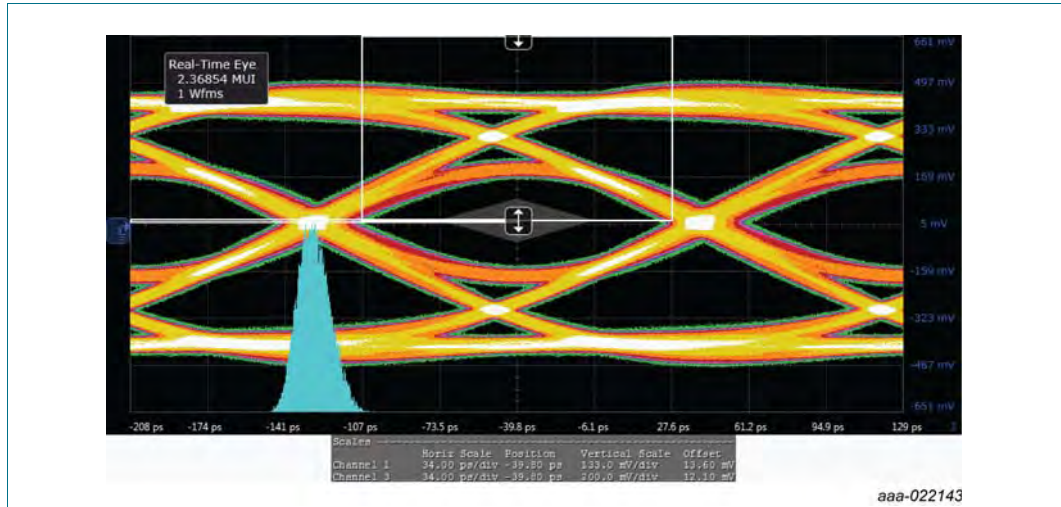 661 mV
Real-Time Eye
2.36854 MUI
1 Wfms
497 mV
333 mV
169 mV
5 mV
-159 mV
-323 mV
-467 mV
-651 mV
-208 ps -174 ps -141 ps -107 ps -73.5 ps -39.8 ps -6.1 ps 27.6 ps 61.2 ps 94.9 ps 129 ps
Scales
Horiz Scale Position Vertical Scale Offset
Channel 1 34.00 ps/div -39.80 ps 133.0 mV/div 13.60 mV
Channel 3 34.00 ps/div -39.80 ps 200.0 mV/div 12.10 mV
aaa-022143